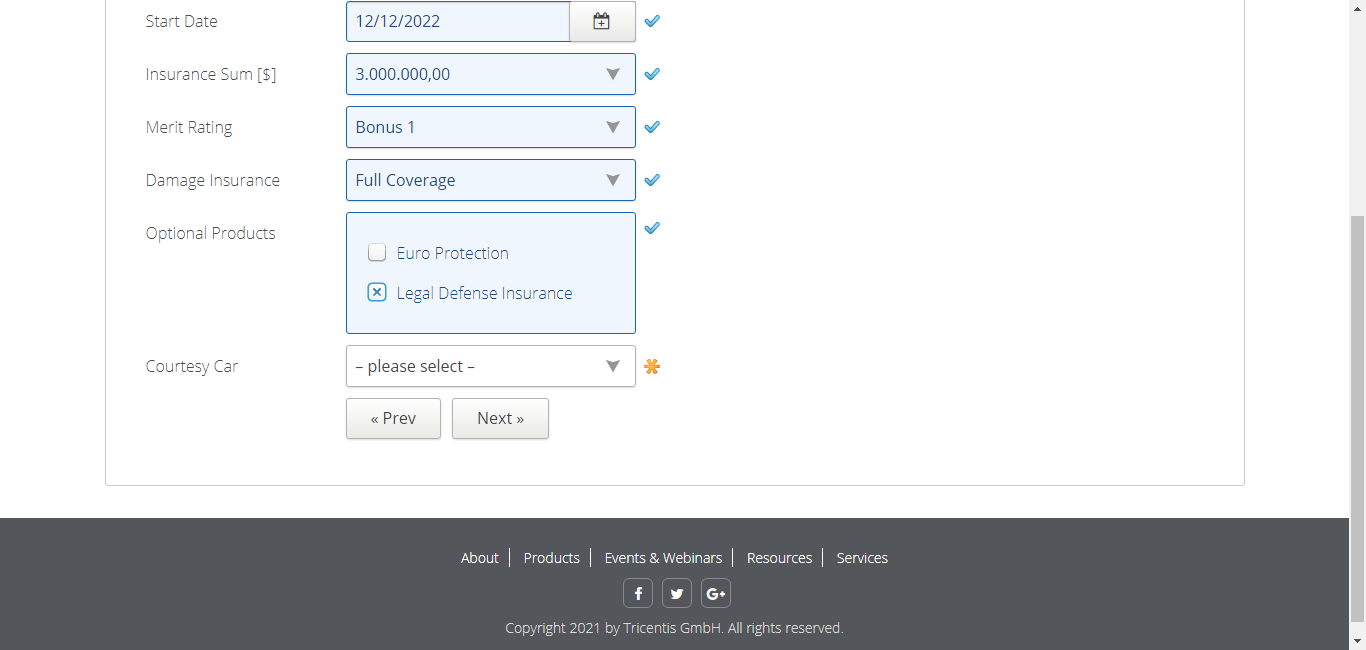 Start Date 12/12/2022
Insurance Sum [$] 3.000.000,00
Merit Rating Bonus 1
Damage Insurance Full Coverage
Optional Products
Euro Protection
Legal Defense Insurance
Courtesy Car – please select –
« Prev Next »
About Products Events & Webinars Resources Services
f G+
Copyright 2021 by Tricentis GmbH. All rights reserved.